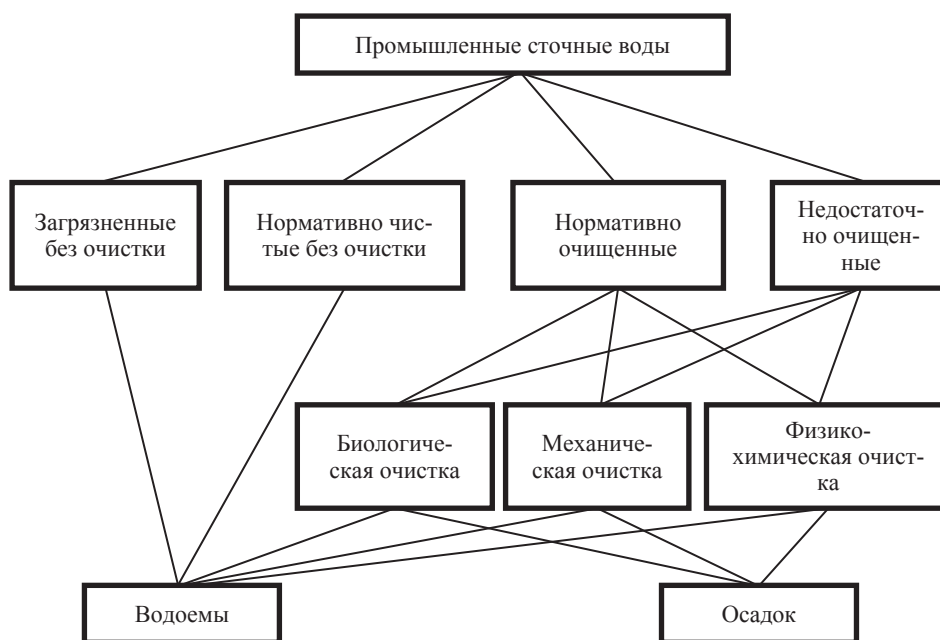 Промышленные сточные воды
Загрязненные
без очистки
Нормативно чис-
тые без очистки
Нормативно
очищенные
Недостаточ-
но очищен-
ные
Биологиче-
ская очистка
Механиче-
ская очистка
Физико-
химическая очист-
ка
Водоемы
Осадок